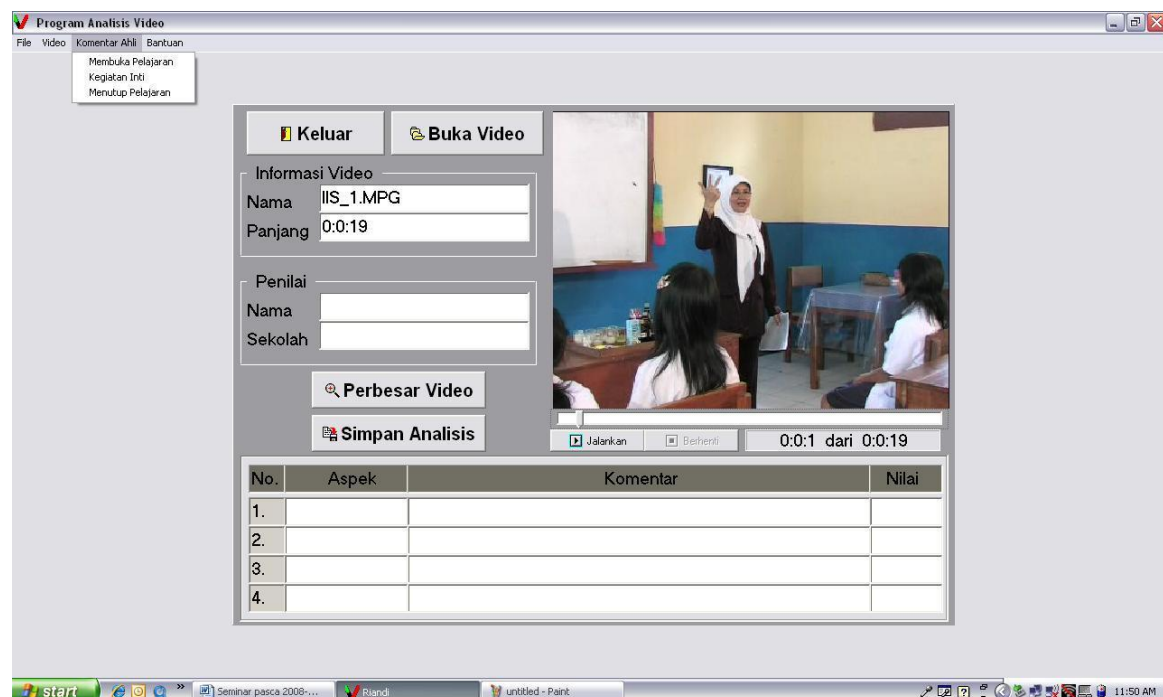 Program Analisis Video
File Video Komentar Ahli Bantuan
Membuka Pelajaran
Kegiatan Inti
Menutup Pelajaran
Keluar Buka Video
Informasi Video
Nama IIS_1.MPG
Panjang 0:0:19
Penilai
Nama
Sekolah
Perbesar Video
Simpan Analisis
Jalankan Berhenti 0:0:1 dari 0:0:19
No. Aspek Komentar Nilai
1.
2.
3.
4.
start Seminar pasca 2008-... Riandi untitled - Paint 11:50 AM